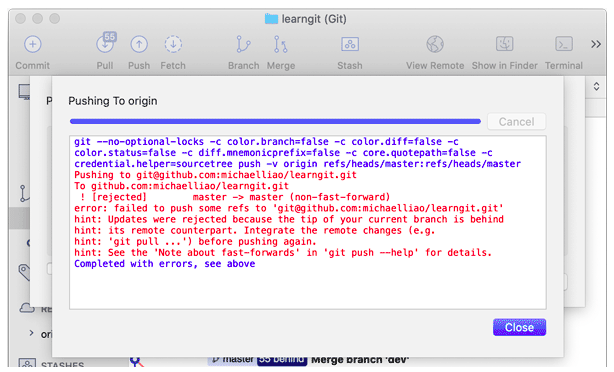 learngit (Git)
55
Commit
Pull
Push
Fetch
Branch
Merge
Stash
View Remote
Show in Finder
Terminal
Pushing To origin
Cancel
git --no-optional-locks -c color.branch=false -c color.diff=false -c
color.status=false -c diff.mnemonicprefix=false -c core.quotepath=false -c
credential.helper=sourcetree push -v origin refs/heads/master:refs/heads/master
Pushing to git@github.com:michaelliao/learngit.git
To github.com:michaelliao/learngit.git
! [rejected] master -> master (non-fast-forward)
error: failed to push some refs to 'git@github.com:michaelliao/learngit.git'
hint: Updates were rejected because the tip of your current branch is behind
hint: its remote counterpart. Integrate the remote changes (e.g.
hint: 'git pull ...') before pushing again.
hint: See the 'Note about fast-forwards' in 'git push --help' for details.
Completed with errors, see above
Close
STASHES
master
55 behind
Merge branch 'dev'